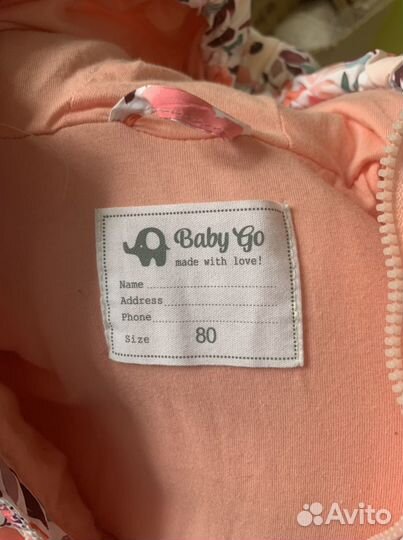 Baby Go
made with love!
Name
Address
Phone
Size 80
Avito